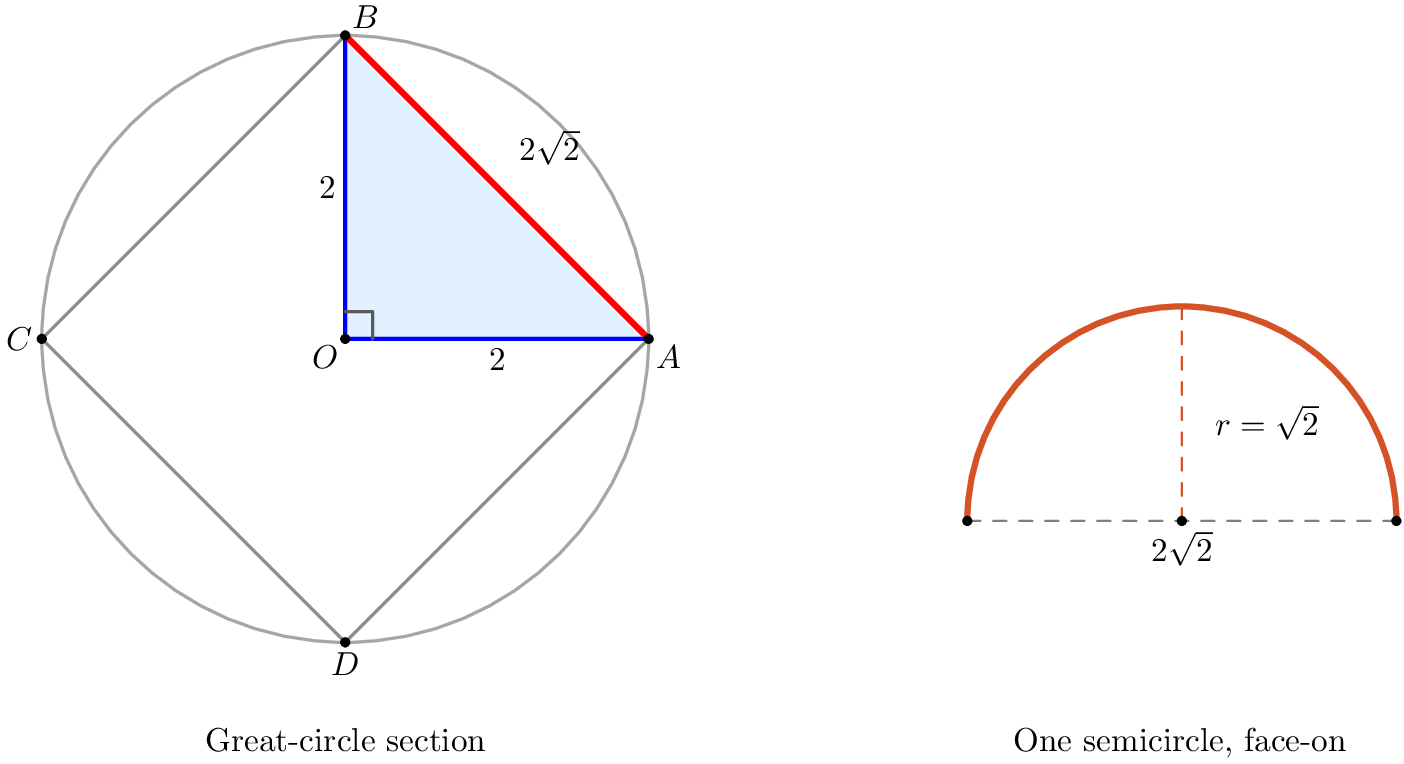 B
2√2
2
C
O
2
A
D
r = √2
2√2
Great-circle section
One semicircle, face-on